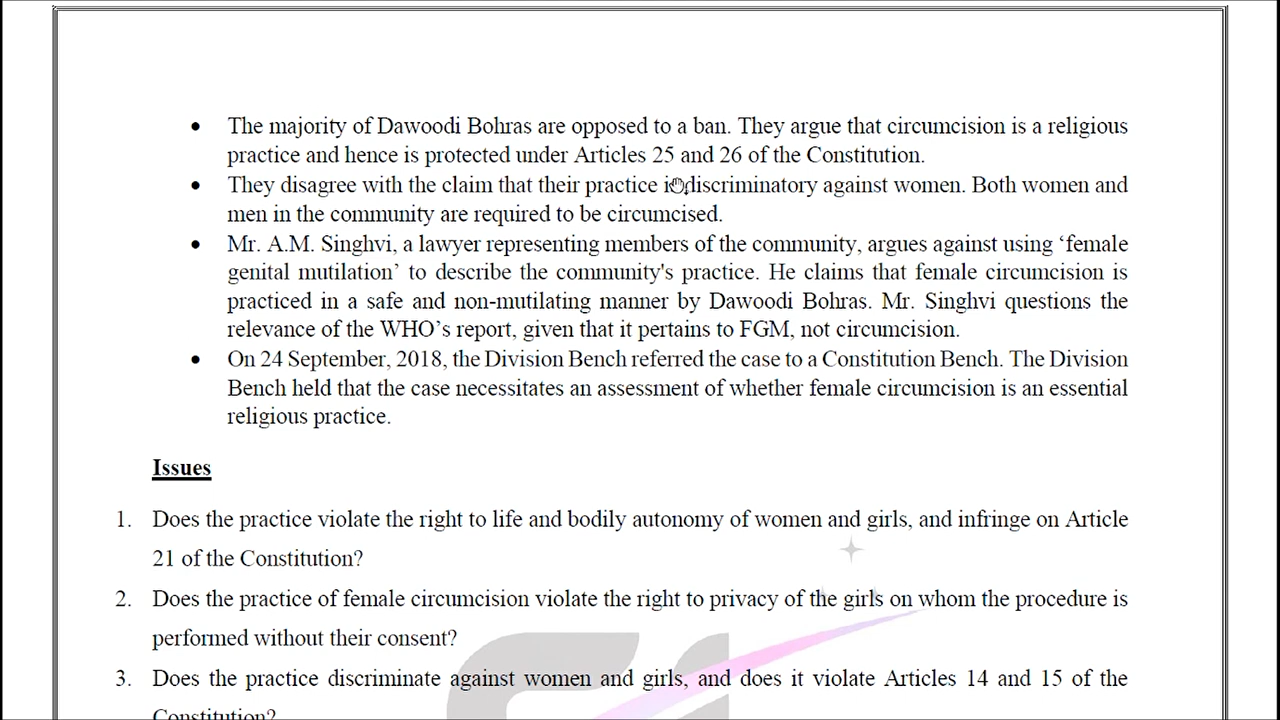 • The majority of Dawoodi Bohras are opposed to a ban. They argue that circumcision is a religious
practice and hence is protected under Articles 25 and 26 of the Constitution.
• They disagree with the claim that their practice is discriminatory against women. Both women and
men in the community are required to be circumcised.
• Mr. A.M. Singhvi, a lawyer representing members of the community, argues against using ‘female
genital mutilation’ to describe the community's practice. He claims that female circumcision is
practiced in a safe and non-mutilating manner by Dawoodi Bohras. Mr. Singhvi questions the
relevance of the WHO’s report, given that it pertains to FGM, not circumcision.
• On 24 September, 2018, the Division Bench referred the case to a Constitution Bench. The Division
Bench held that the case necessitates an assessment of whether female circumcision is an essential
religious practice.
Issues
1. Does the practice violate the right to life and bodily autonomy of women and girls, and infringe on Article
21 of the Constitution?
2. Does the practice of female circumcision violate the right to privacy of the girls on whom the procedure is
performed without their consent?
3. Does the practice discriminate against women and girls, and does it violate Articles 14 and 15 of the
Constitution?